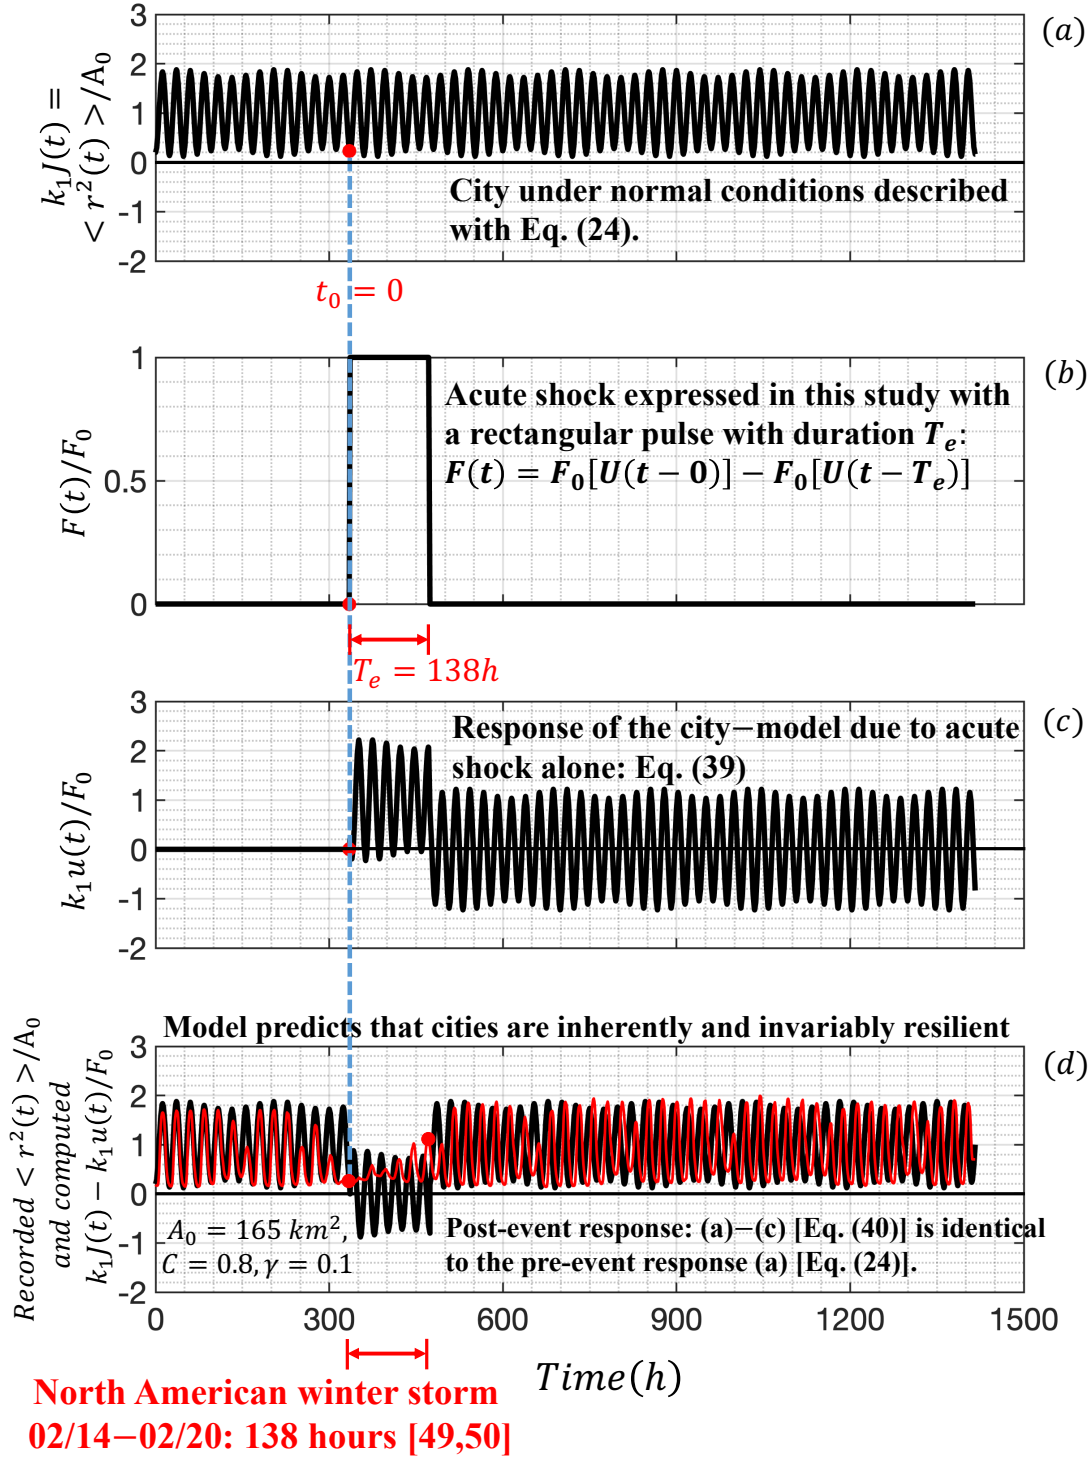 3
2
1
0
-1
-2
k₁J(t) =
< r²(t) >/A₀
(a)
City under normal conditions described
with Eq. (24).
t₀ = 0
1
0.5
0
F(t)/F₀
(b)
Acute shock expressed in this study with
a rectangular pulse with duration Tₑ:
F(t) = F₀[U(t − 0)] − F₀[U(t − Tₑ)]
Tₑ = 138h
3
2
1
0
-1
-2
k₁u(t)/F₀
(c)
Response of the city−model due to acute
shock alone: Eq. (39)
Model predicts that cities are inherently and invariably resilient
3
2
1
0
-1
-2
Recorded < r²(t) >/A₀
and computed
k₁J(t) − k₁u(t)/F₀
(d)
A₀ = 165 km²,
C = 0.8, γ = 0.1
Post-event response: (a)−(c) [Eq. (40)] is identical
to the pre-event response (a) [Eq. (24)].
0 300 600 900 1200 1500
Time(h)
North American winter storm
02/14−02/20: 138 hours [49,50]